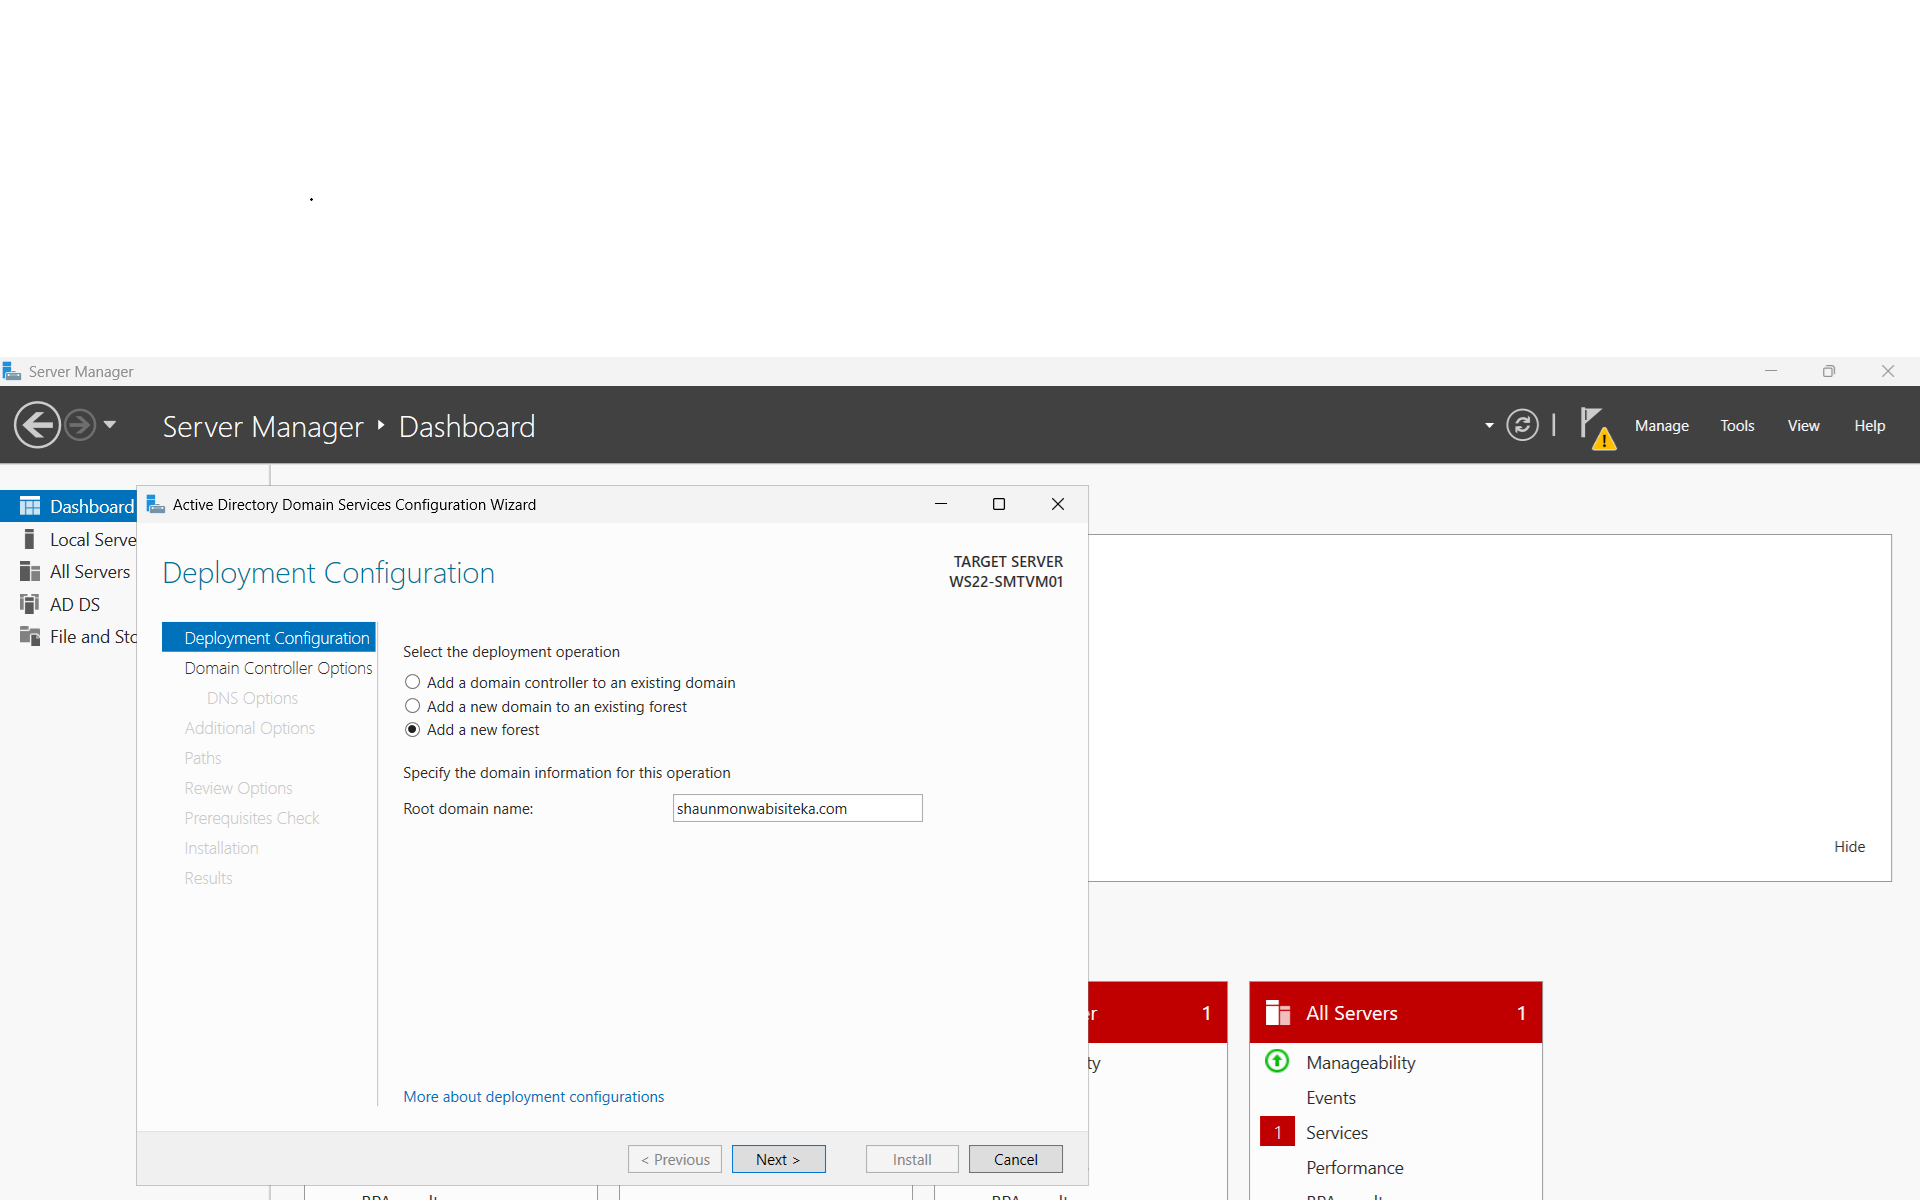 Server Manager
Server Manager ‣ Dashboard
Manage Tools View Help
Dashboard
Local Serve
All Servers
AD DS
File and Sto
Active Directory Domain Services Configuration Wizard
Deployment Configuration
TARGET SERVER
WS22-SMTVM01
Deployment Configuration
Domain Controller Options
DNS Options
Additional Options
Paths
Review Options
Prerequisites Check
Installation
Results
Select the deployment operation
Add a domain controller to an existing domain
Add a new domain to an existing forest
Add a new forest
Specify the domain information for this operation
Root domain name: shaunmonwabisiteka.com
More about deployment configurations
< Previous Next > Install Cancel
Hide
1
All Servers 1
Manageability
Events
1 Services
Performance